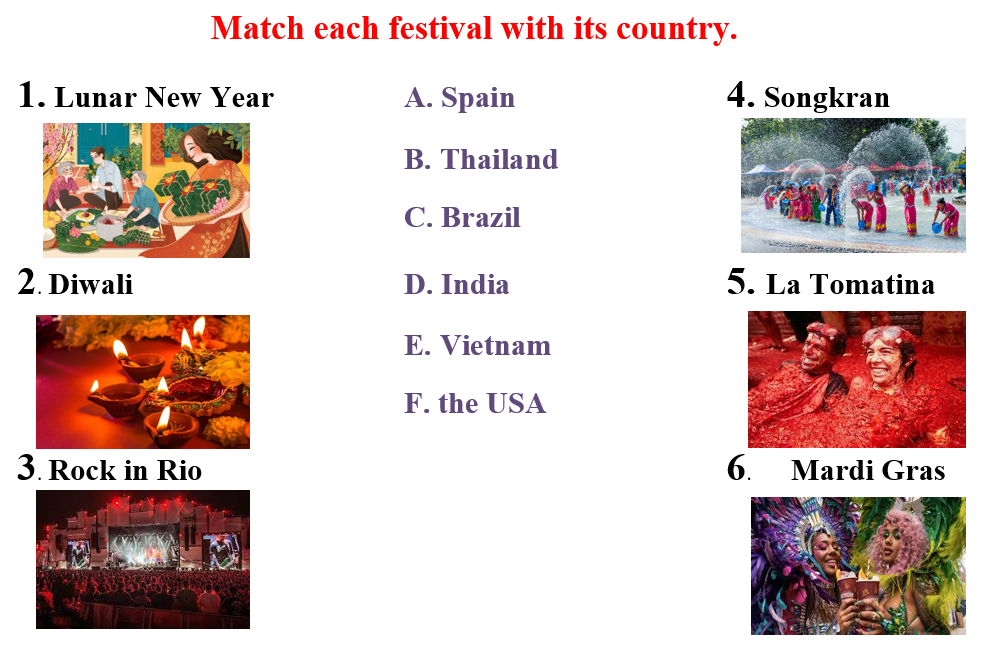 Match each festival with its country.
1. Lunar New Year
2. Diwali
3. Rock in Rio
A. Spain
B. Thailand
C. Brazil
D. India
E. Vietnam
F. the USA
4. Songkran
5. La Tomatina
6. Mardi Gras